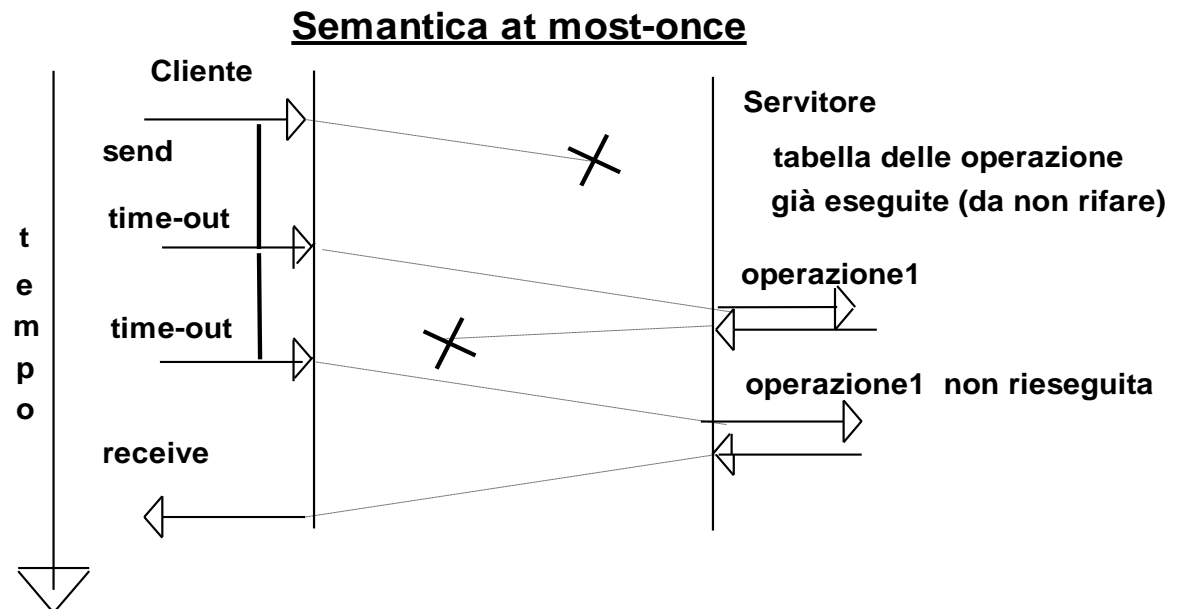 Semantica at most-once
Cliente
Servitore
send
tabella delle operazione
già eseguite (da non rifare)
time-out
tempo
operazione1
time-out
operazione1 non rieseguita
receive